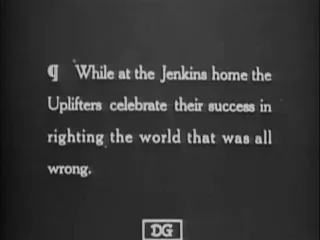 ¶ While at the Jenkins home the
Uplifters celebrate their success in
righting the world that was all
wrong.
DG